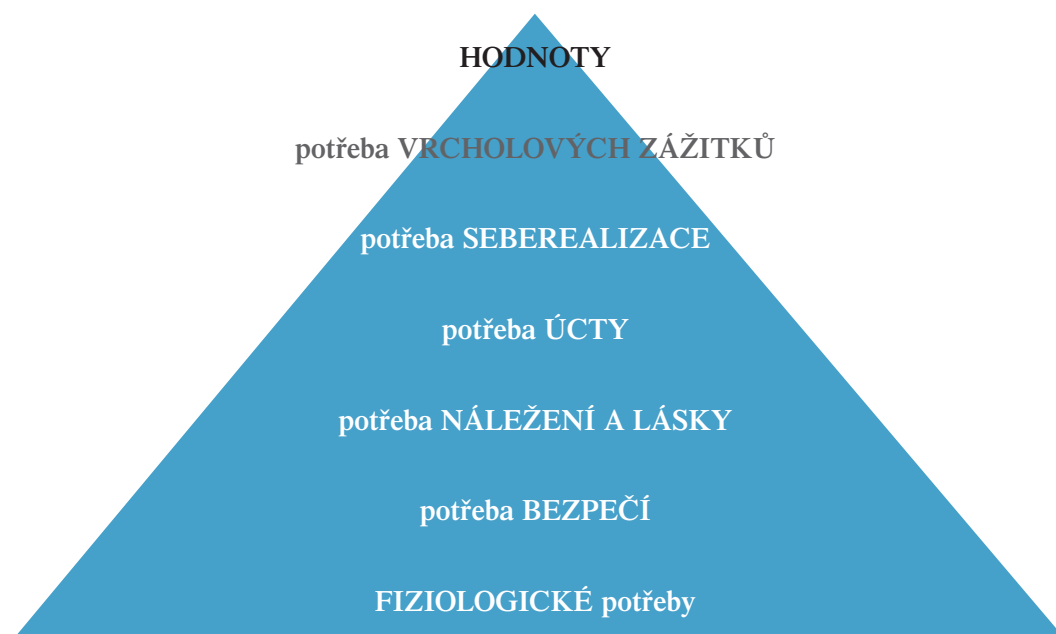 HODNOTY
potřeba VRCHOLOVÝCH ZÁŽITKŮ
potřeba SEBEREALIZACE
potřeba ÚCTY
potřeba NÁLEŽENÍ A LÁSKY
potřeba BEZPEČÍ
FIZIOLOGICKÉ potřeby